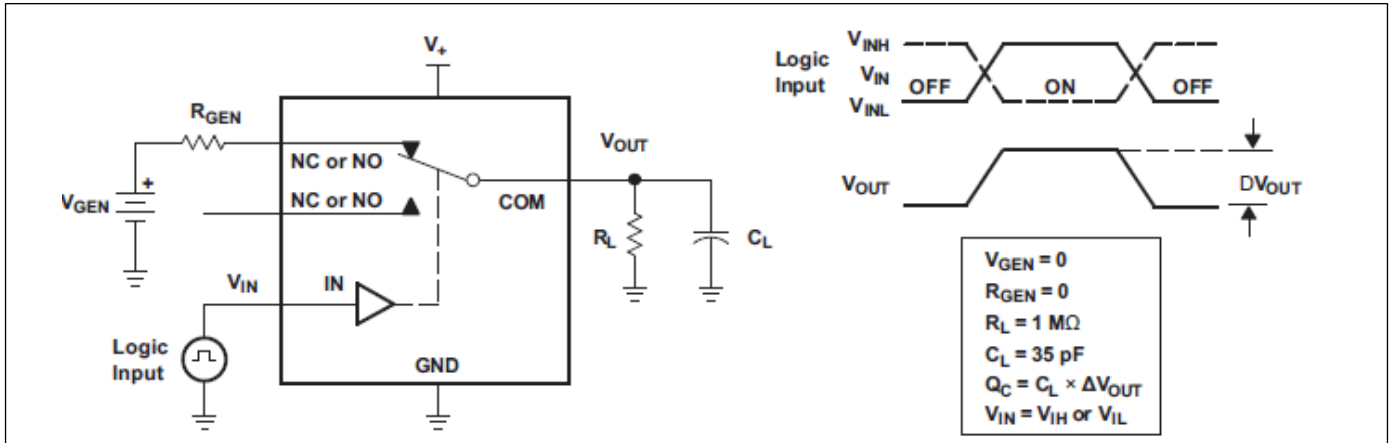 V+
RGEN
NC or NO
VOUT
VGEN
+
NC or NO
COM
RL
CL
VIN
IN
Logic
Input
GND
Logic
Input
VINH
VIN
VINL
OFF
ON
OFF
VOUT
DVOUT
VGEN = 0
RGEN = 0
RL = 1 MΩ
CL = 35 pF
QC = CL × ΔVOUT
VIN = VIH or VIL